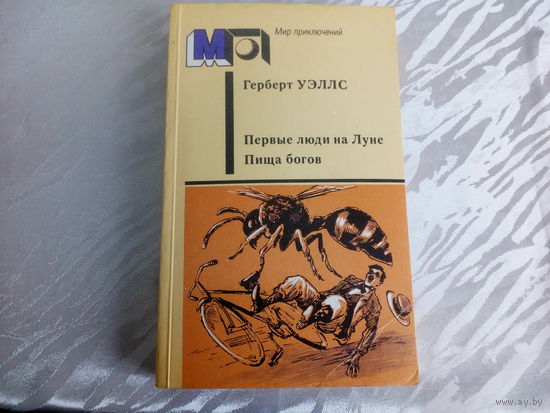 МП
Мир приключений
Герберт УЭЛЛС
Первые люди на Луне
Пища богов
www.ay.by